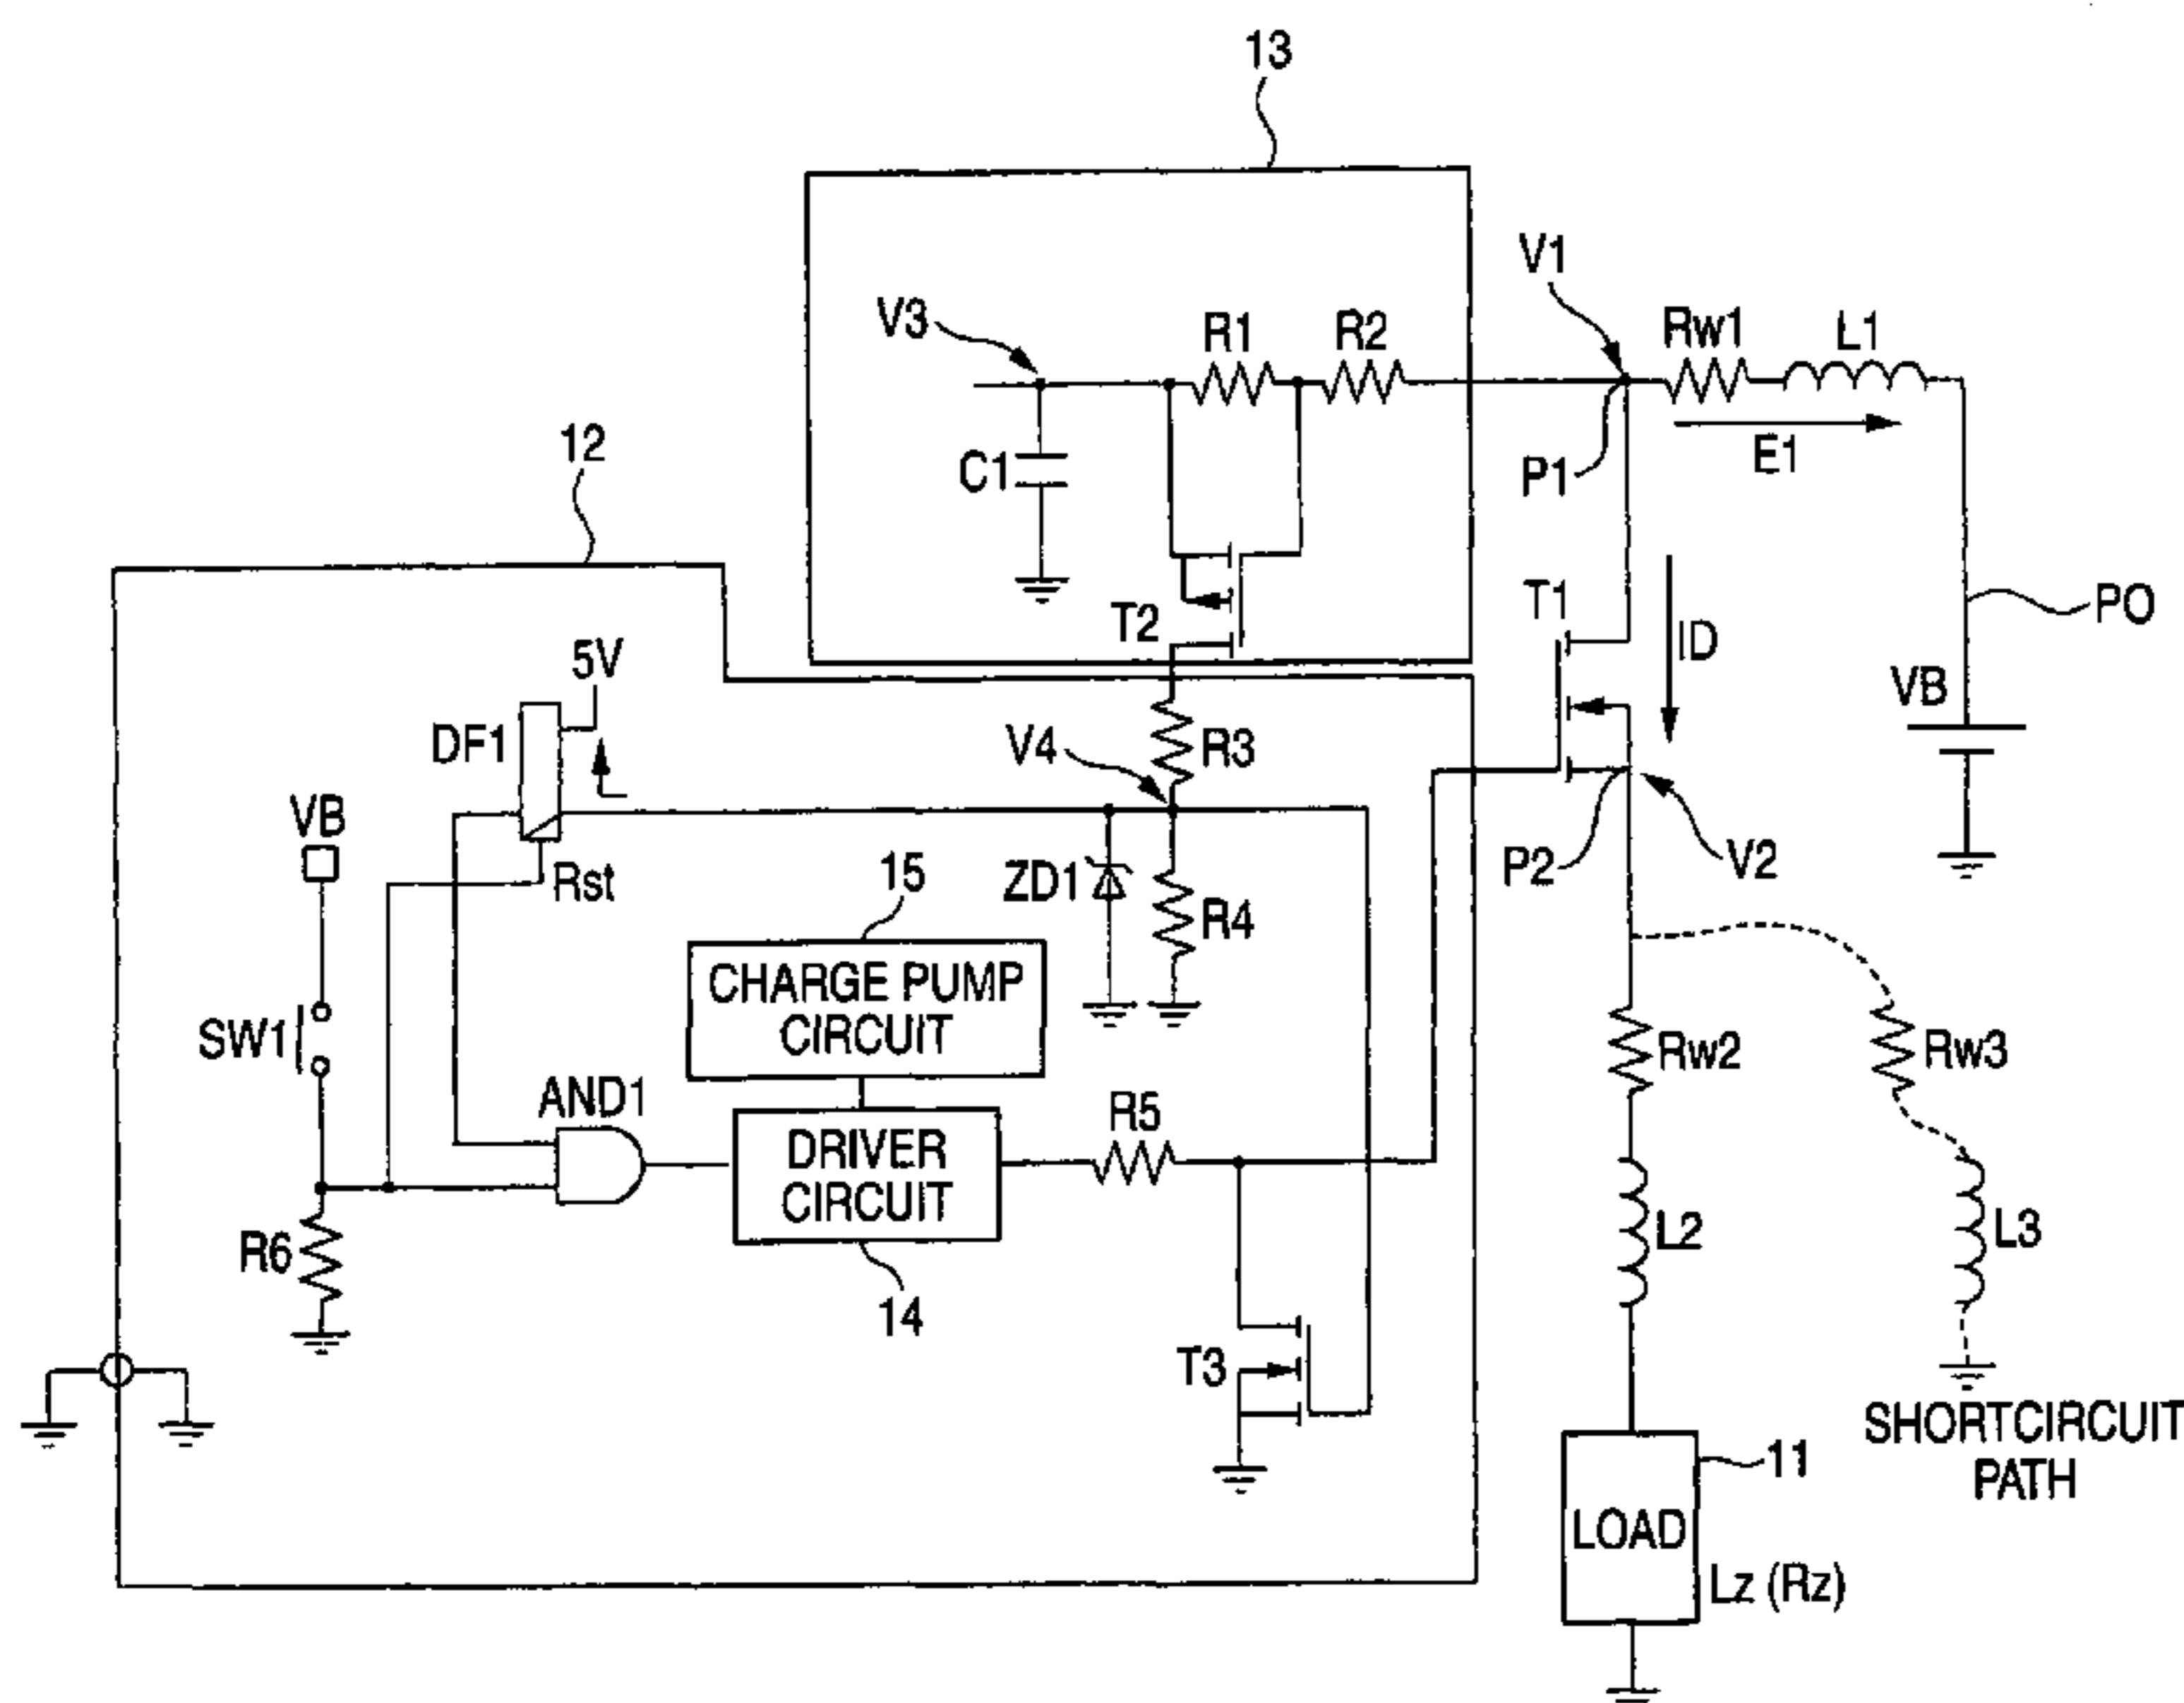 13
V1
V3
R1
R2
Rw1
L1
12
C1
P1
E1
T2
T1
ID
PO
5V
VB
DF1
V4
R3
VB
Rst
15
ZD1
P2
V2
R4
CHARGE PUMP
CIRCUIT
SW1
Rw2
Rw3
AND1
R5
DRIVER
CIRCUIT
R6
L2
L3
14
T3
SHORTCIRCUIT
PATH
11
LOAD
Lz (Rz)